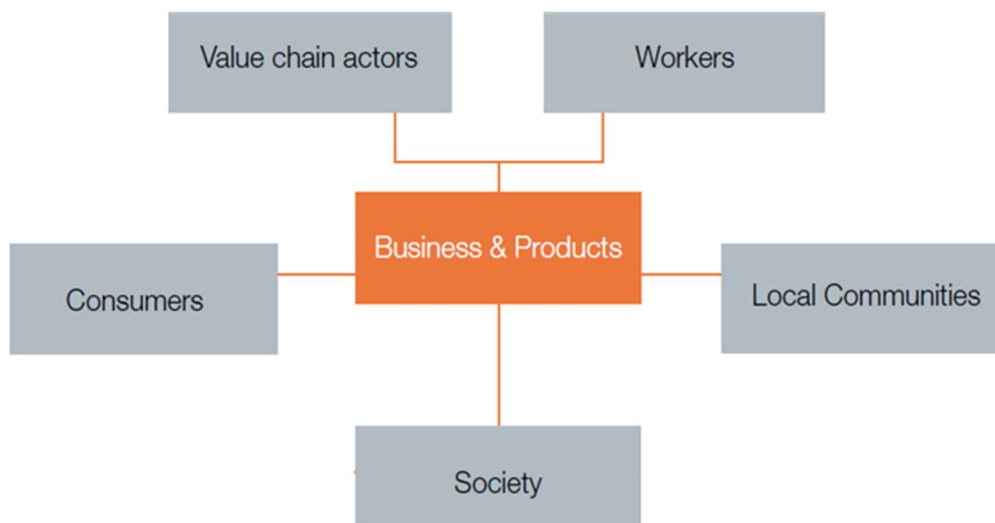 Value chain actors
Workers
Business & Products
Consumers
Local Communities
Society